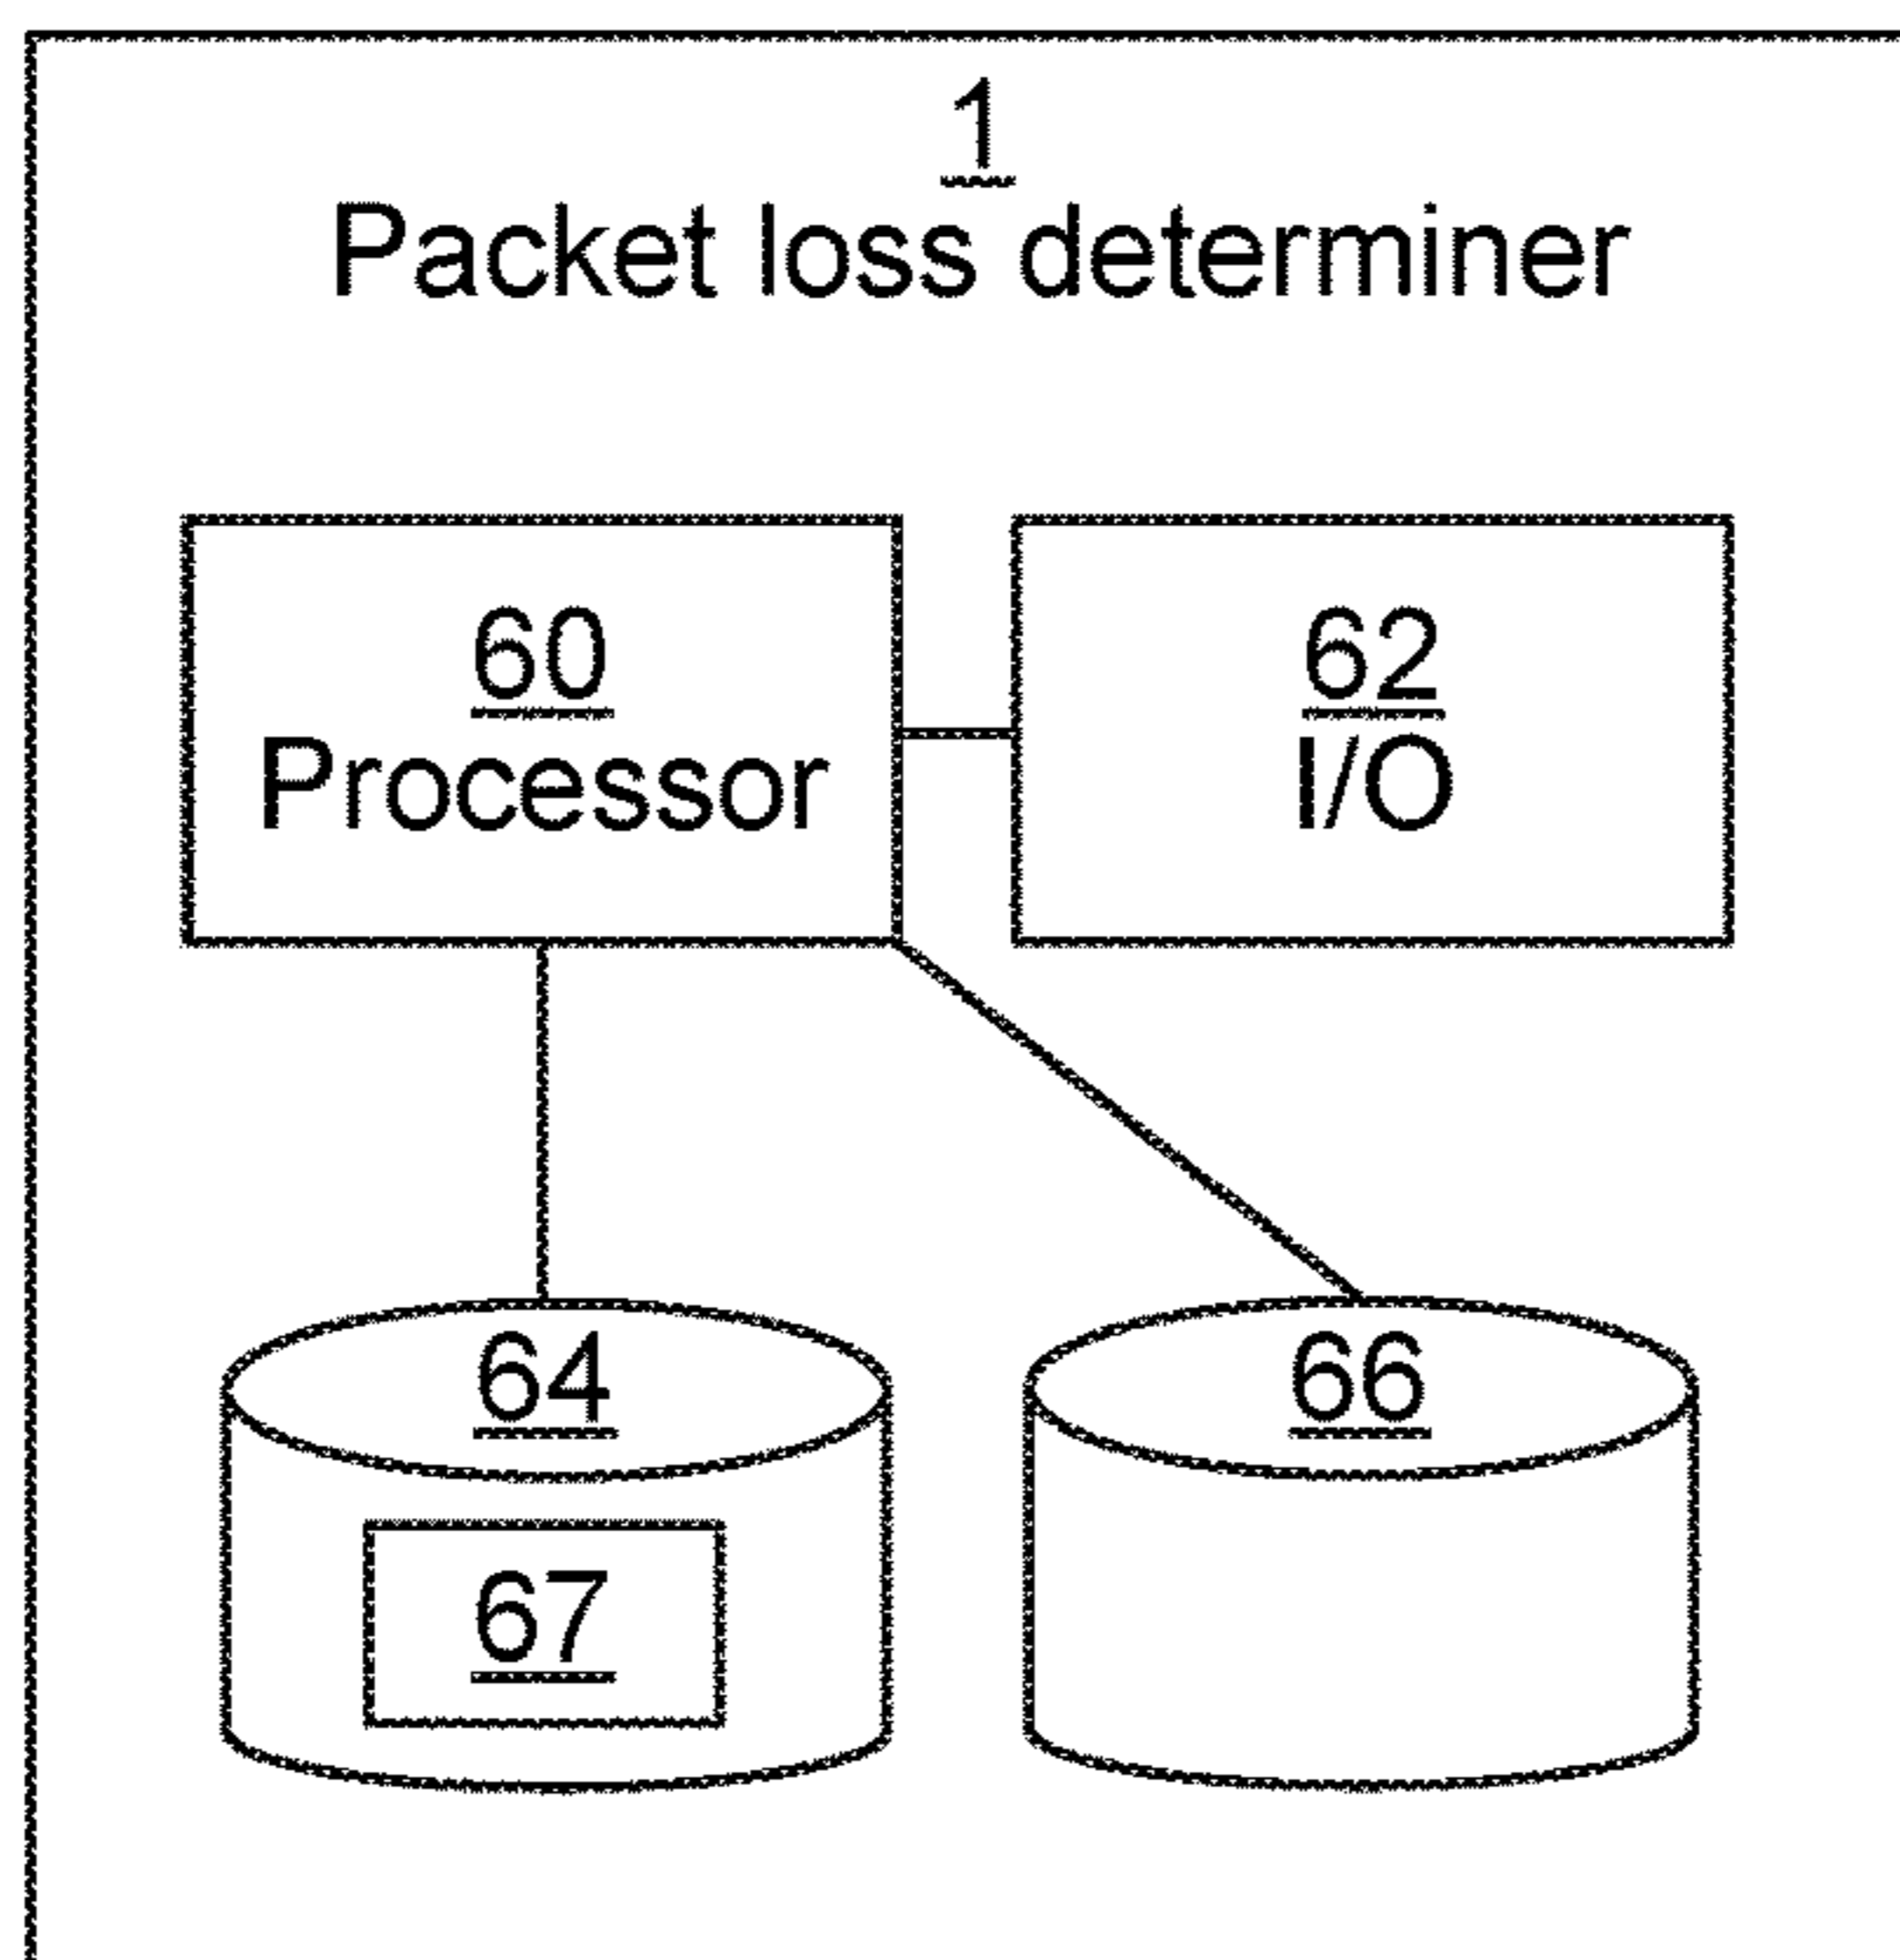 1
Packet loss determiner
60
Processor
62
I/O
64
66
67